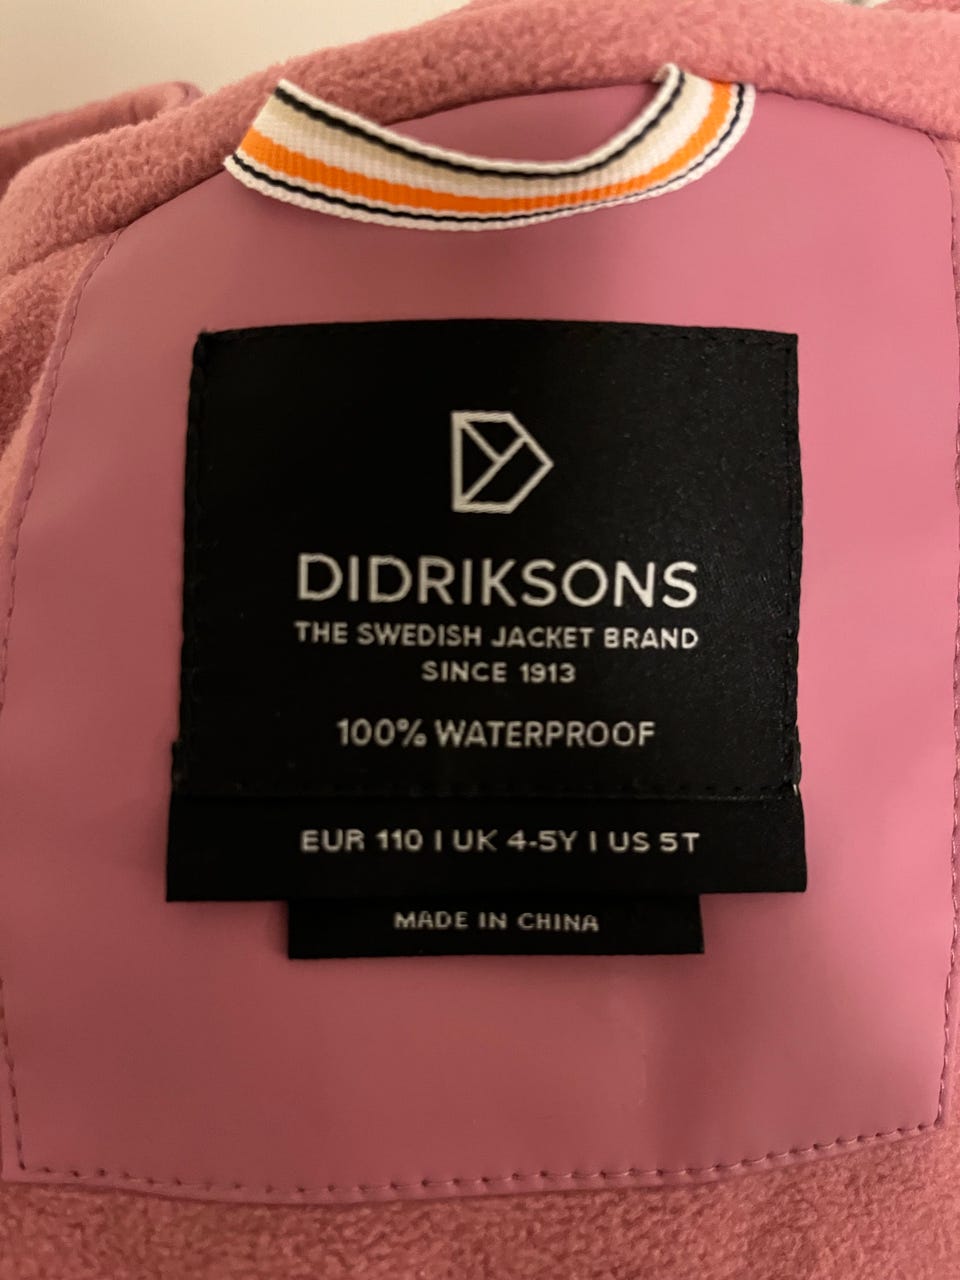 DIDRIKSONS
THE SWEDISH JACKET BRAND
SINCE 1913
100% WATERPROOF
EUR 110 | UK 4-5Y | US 5T
MADE IN CHINA